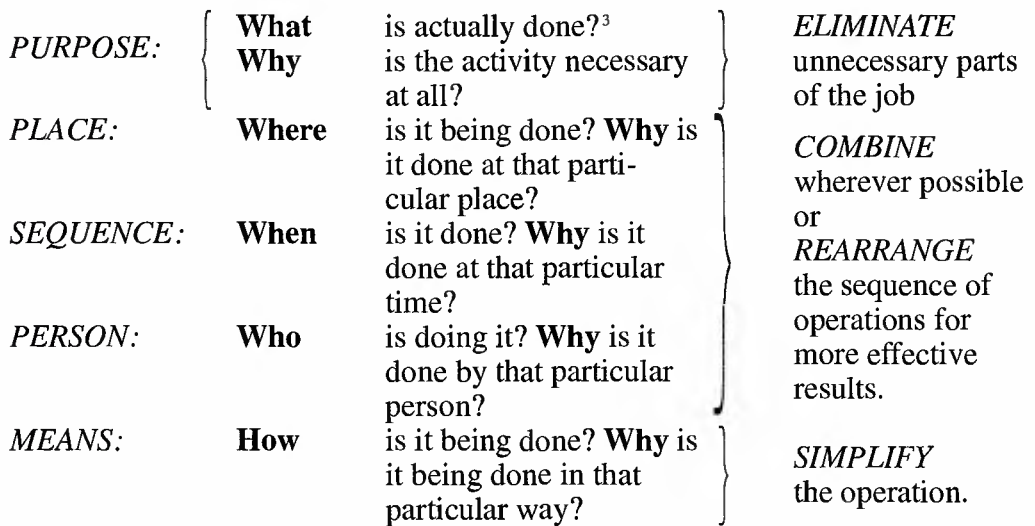 PURPOSE: What is actually done?³ ELIMINATE
Why is the activity necessary unnecessary parts
at all? of the job
PLACE: Where is it being done? Why is
it done at that parti-
cular place?
SEQUENCE: When is it done? Why is it
done at that particular
time?
PERSON: Who is doing it? Why is it
done by that particular
person?
COMBINE
wherever possible
or
REARRANGE
the sequence of
operations for
more effective
results.
MEANS: How is it being done? Why is
it being done in that
particular way?
SIMPLIFY
the operation.